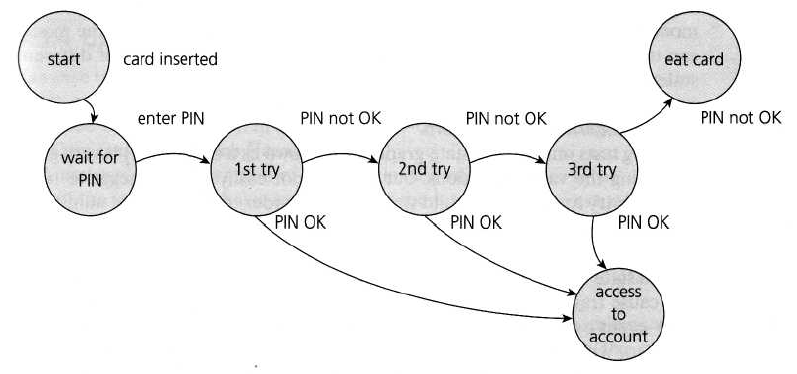 start
card inserted
eat card
enter PIN
PIN not OK
PIN not OK
PIN not OK
wait for
PIN
1st try
2nd try
3rd try
PIN OK
PIN OK
PIN OK
access
to
account